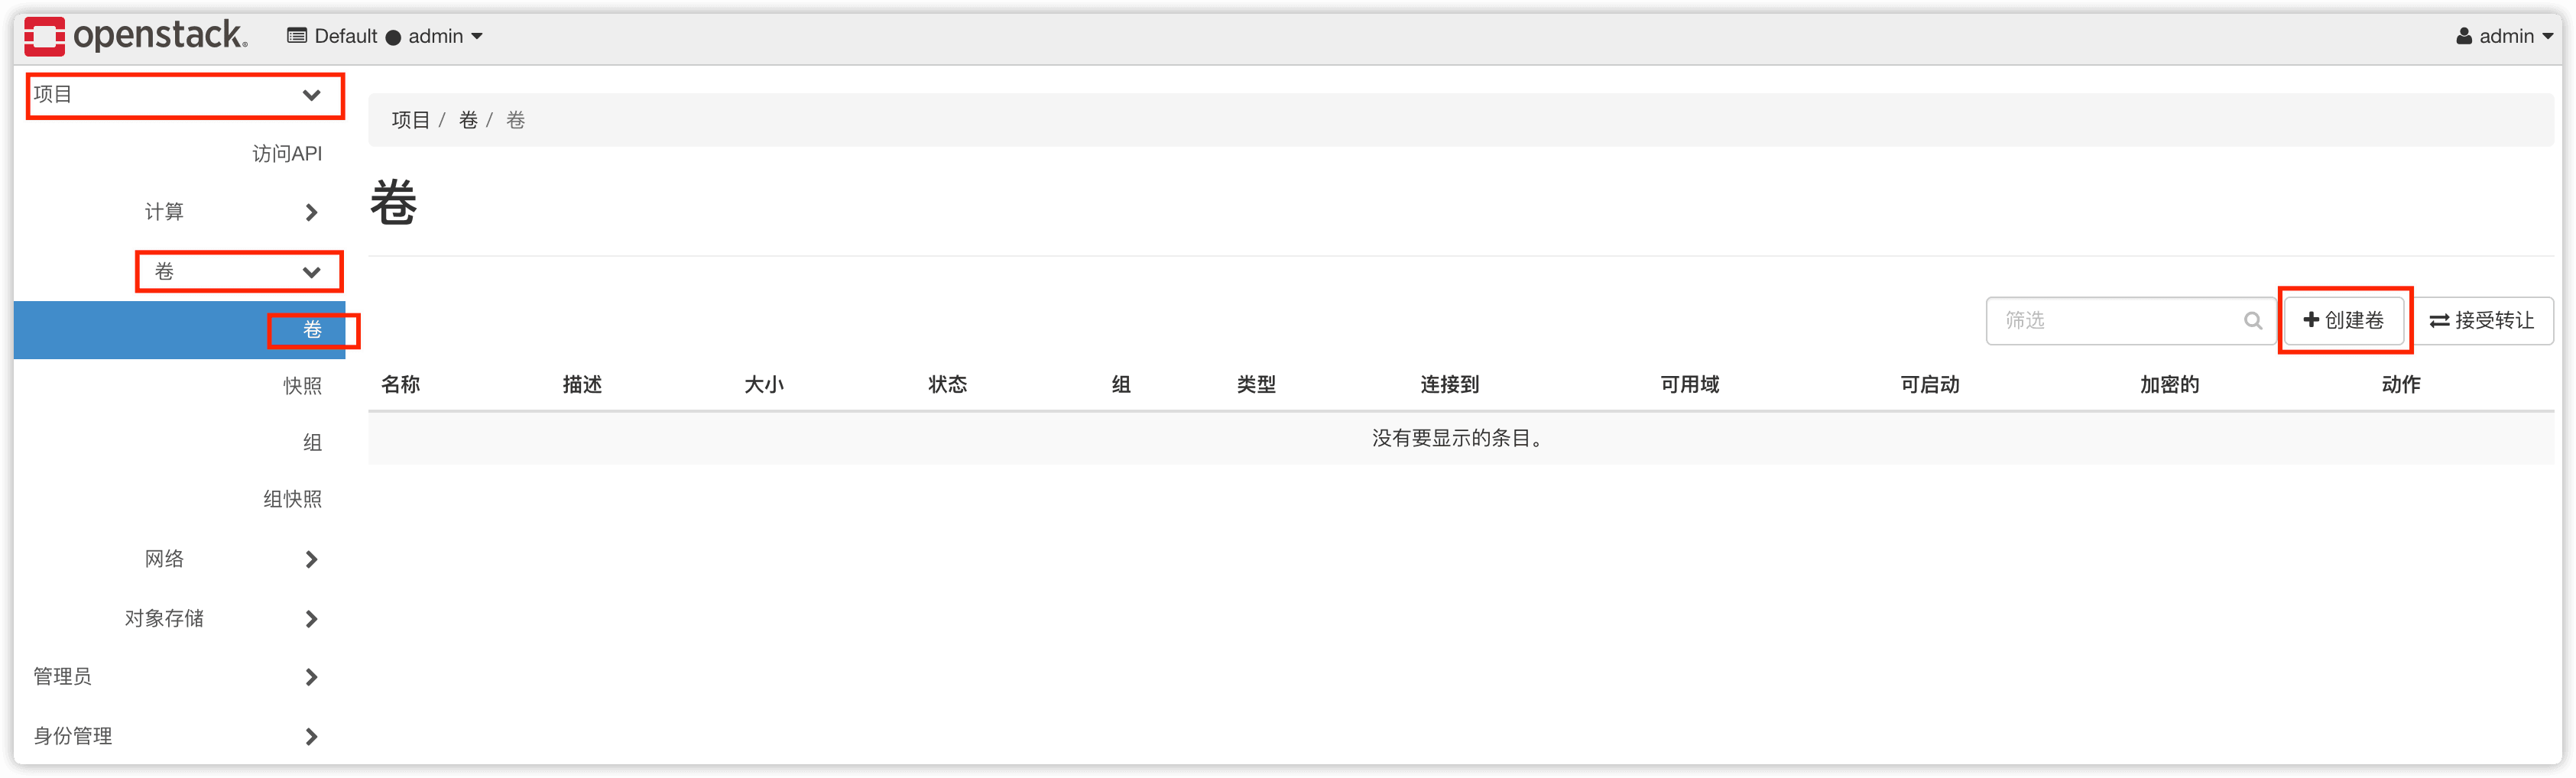 openstack. Default ● admin admin
项目
访问API
计算
卷
卷
快照
组
组快照
网络
对象存储
管理员
身份管理
项目 / 卷 / 卷
卷
筛选 创建卷 接受转让
名称 描述 大小 状态 组 类型 连接到 可用域 可启动 加密的 动作
没有要显示的条目。